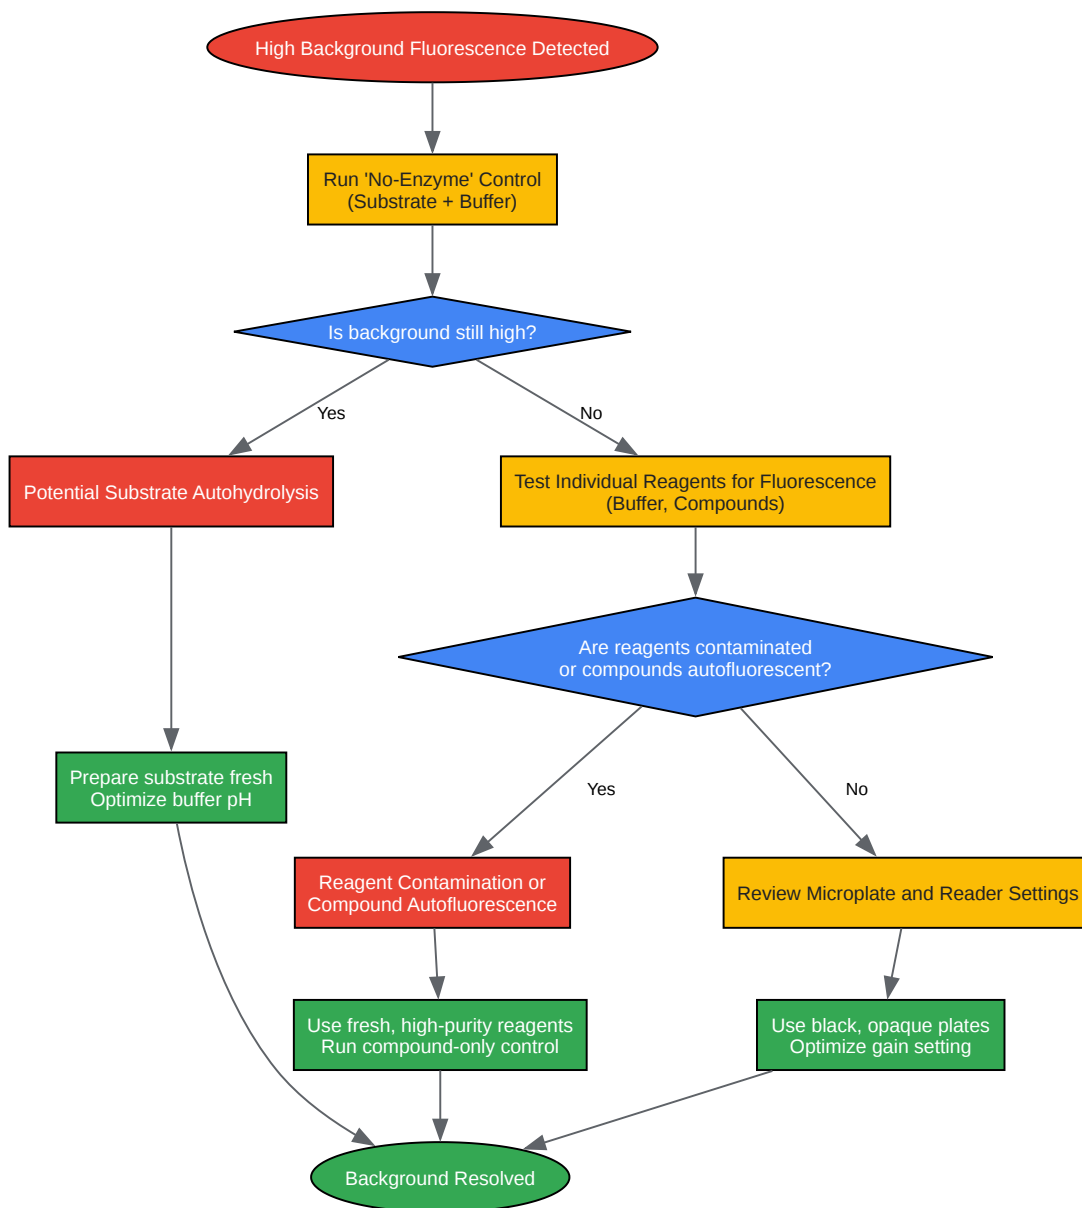 High Background Fluorescence Detected
Run 'No-Enzyme' Control
(Substrate + Buffer)
Is background still high?
Yes
No
Potential Substrate Autohydrolysis
Test Individual Reagents for Fluorescence
(Buffer, Compounds)
Are reagents contaminated
or compounds autofluorescent?
Prepare substrate fresh
Optimize buffer pH
Yes
No
Reagent Contamination or
Compound Autofluorescence
Review Microplate and Reader Settings
Use fresh, high-purity reagents
Run compound-only control
Use black, opaque plates
Optimize gain setting
Background Resolved